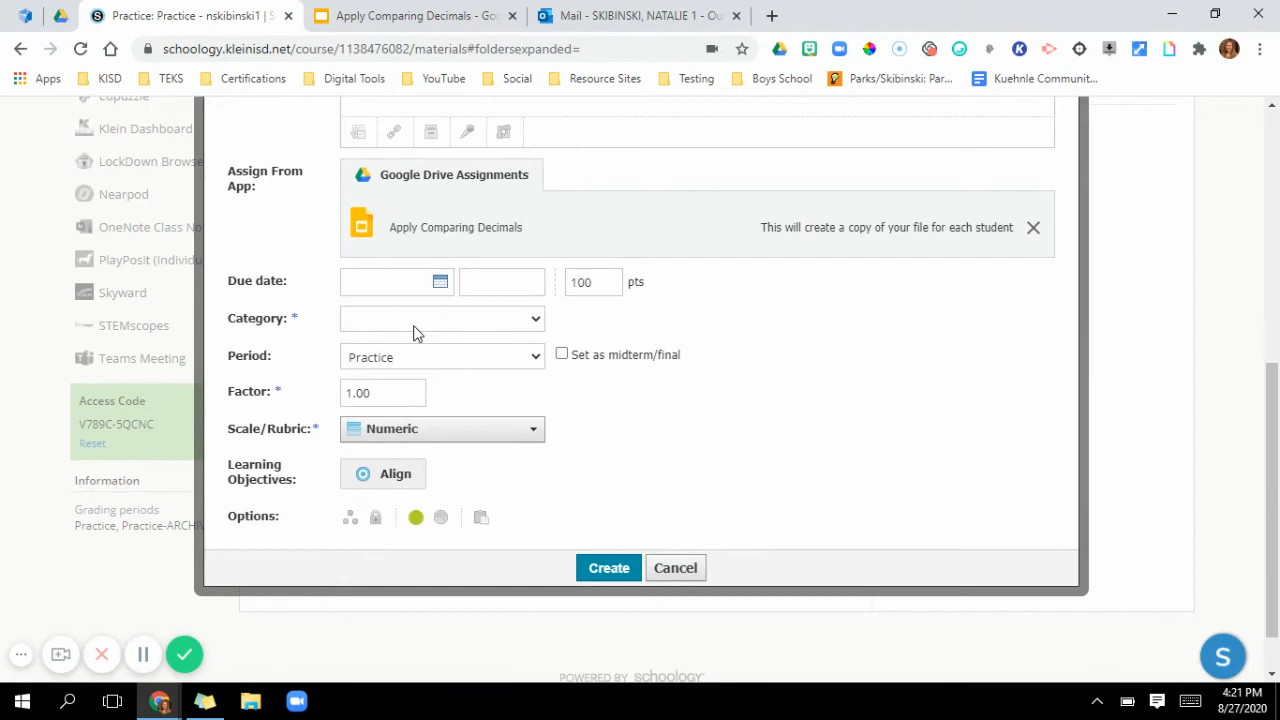 Practice: Practice - nskibinski1 | S
Apply Comparing Decimals - Goo
Mail - SKIBINSKI, NATALIE 1 - Ou
schoology.kleinisd.net/course/1138476082/materials#foldersexpanded=
Apps
KISD
TEKS
Certifications
Digital Tools
YouTube
Social
Resource Sites
Testing
Boys School
Parks/Skibinski: Par...
Kuehnle Communit...
Klein Dashboard
LockDown Browse
Nearpod
OneNote Class No
PlayPosit (Individu
Skyward
STEMscopes
Teams Meeting
Access Code
V789C-5QCNC
Reset
Information
Grading periods
Practice, Practice-ARCHIV
Assign From
App:
Google Drive Assignments
Apply Comparing Decimals
This will create a copy of your file for each student
Due date:
100 pts
Category: *
Period:
Practice
Set as midterm/final
Factor: *
1.00
Scale/Rubric:*
Numeric
Learning
Objectives:
Align
Options:
Create
Cancel
S
POWERED BY schoology
4:21 PM
8/27/2020